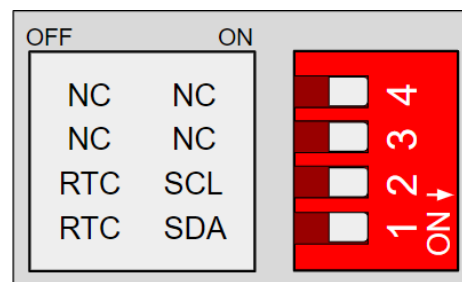 OFF ON
NC NC
NC NC
RTC SCL
RTC SDA
4
3
2
1
ON↓